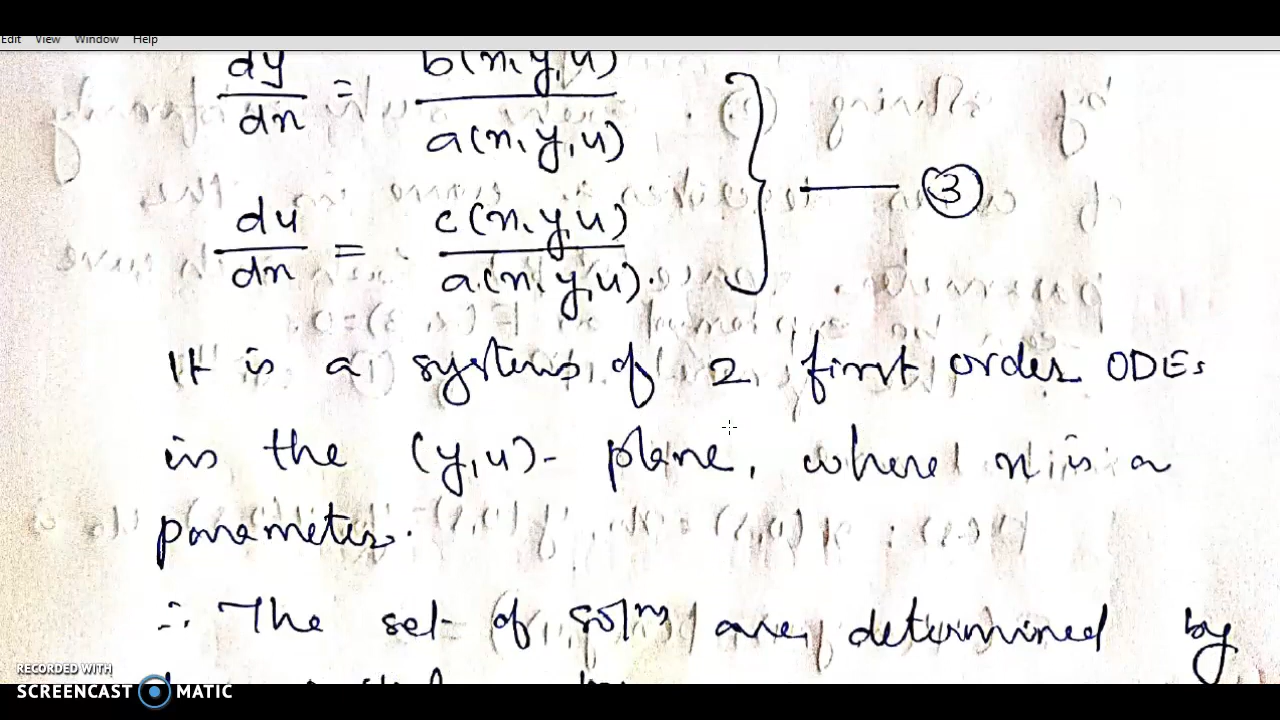 Edit View Window Help
dy/dx = b(x,y,u)/a(x,y,u)
du/dx = c(x,y,u)/a(x,y,u).
} — ③
It is a system of 2 first order ODEs
in the (y,u)- plane, where x is a
parameter.
∴ The set of solns are determined by
RECORDED WITH
SCREENCAST MATIC